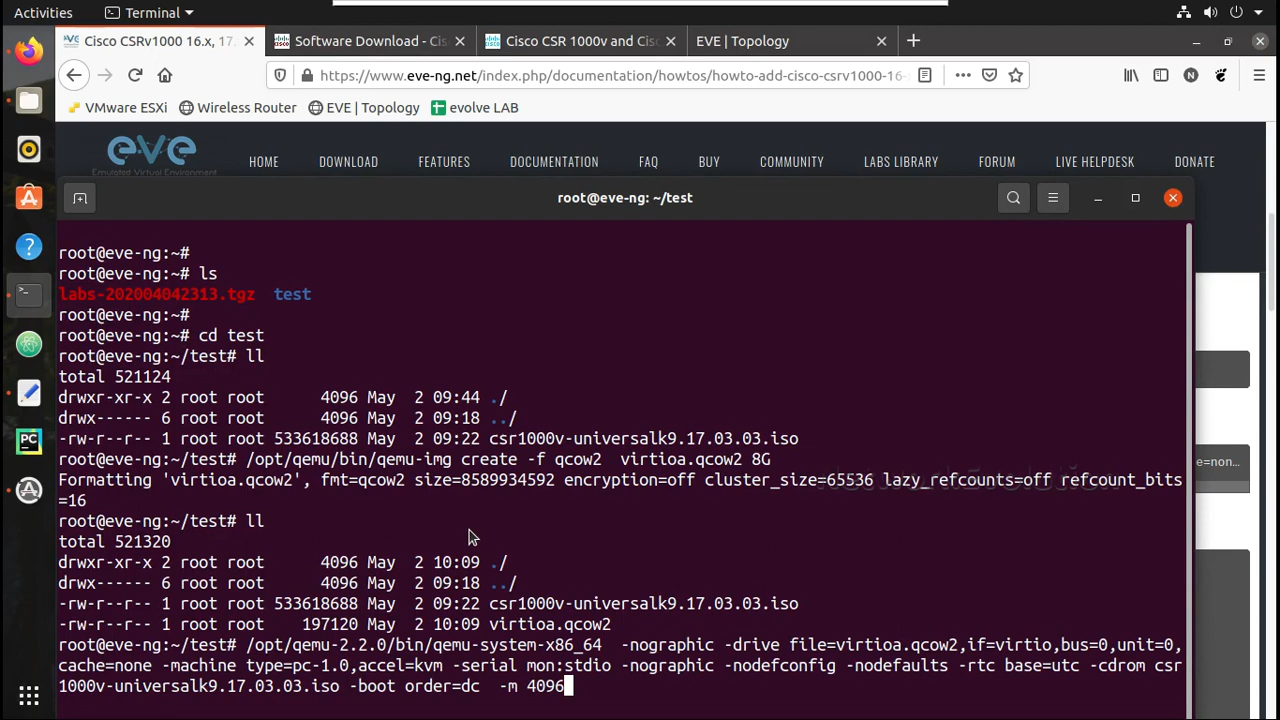 Activities Terminal
Cisco CSRv1000 16.x, 17. Software Download - Cis Cisco CSR 1000v and Cisc EVE | Topology
https://www.eve-ng.net/index.php/documentation/howtos/howto-add-cisco-csrv1000-16-
VMware ESXi Wireless Router EVE | Topology evolve LAB
eve
Emulated Virtual Environment
HOME DOWNLOAD FEATURES DOCUMENTATION FAQ BUY COMMUNITY LABS LIBRARY FORUM LIVE HELPDESK DONATE
root@eve-ng: ~/test
root@eve-ng:~#
root@eve-ng:~# ls
labs-202004042313.tgz test
root@eve-ng:~#
root@eve-ng:~# cd test
root@eve-ng:~/test# ll
total 521124
drwxr-xr-x 2 root root 4096 May 2 09:44 ./
drwx------ 6 root root 4096 May 2 09:18 ../
-rw-r--r-- 1 root root 533618688 May 2 09:22 csr1000v-universalk9.17.03.03.iso
root@eve-ng:~/test# /opt/qemu/bin/qemu-img create -f qcow2 virtioa.qcow2 8G
Formatting 'virtioa.qcow2', fmt=qcow2 size=8589934592 encryption=off cluster_size=65536 lazy_refcounts=off refcount_bits
=16
root@eve-ng:~/test# ll
total 521320
drwxr-xr-x 2 root root 4096 May 2 10:09 ./
drwx------ 6 root root 4096 May 2 09:18 ../
-rw-r--r-- 1 root root 533618688 May 2 09:22 csr1000v-universalk9.17.03.03.iso
-rw-r--r-- 1 root root 197120 May 2 10:09 virtioa.qcow2
root@eve-ng:~/test# /opt/qemu-2.2.0/bin/qemu-system-x86_64 -nographic -drive file=virtioa.qcow2,if=virtio,bus=0,unit=0,
cache=none -machine type=pc-1.0,accel=kvm -serial mon:stdio -nographic -nodefconfig -nodefaults -rtc base=utc -cdrom csr
1000v-universalk9.17.03.03.iso -boot order=dc -m 4096
=non...